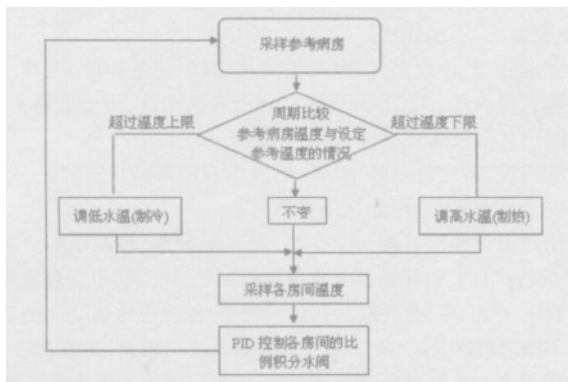 采样参考病房
周期比较
参考病房温度与设定
参考温度的情况
超过温度上限
超过温度下限
调低水温(制冷)
不变
调高水温(制热)
采样各房间温度
PID 控制各房间的比
例积分水阀